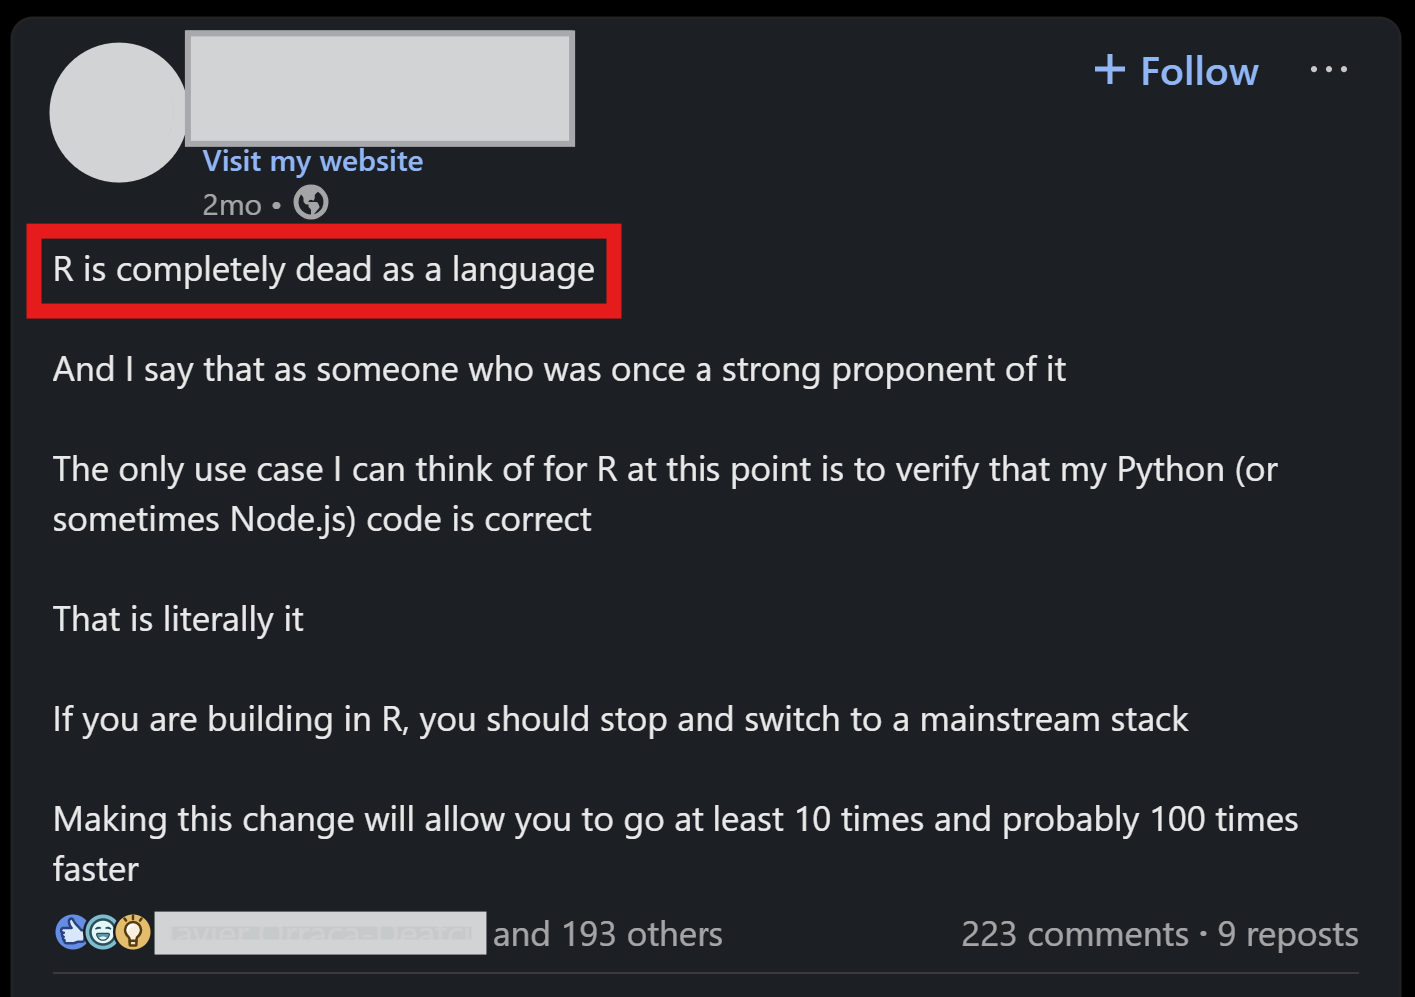 + Follow ...
Visit my website
2mo •
R is completely dead as a language
And I say that as someone who was once a strong proponent of it
The only use case I can think of for R at this point is to verify that my Python (or
sometimes Node.js) code is correct
That is literally it
If you are building in R, you should stop and switch to a mainstream stack
Making this change will allow you to go at least 10 times and probably 100 times
faster
and 193 others 223 comments · 9 reposts